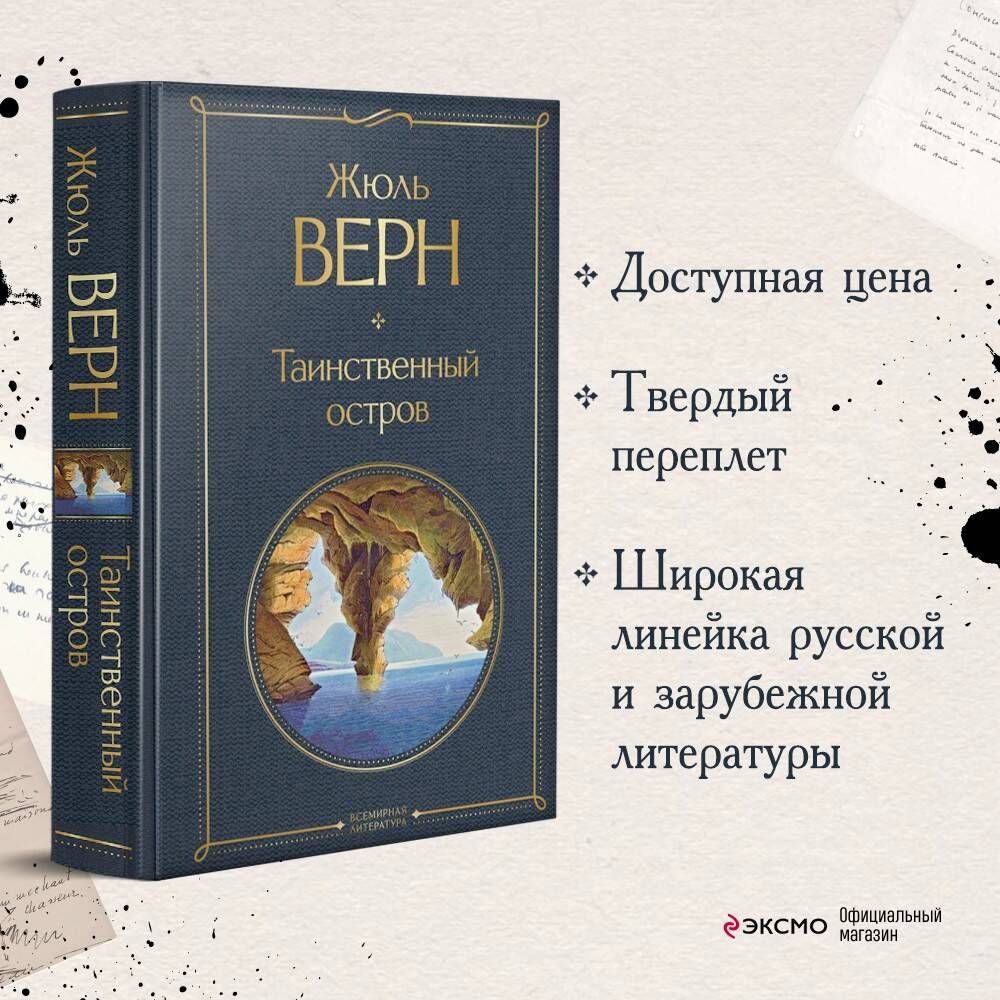 Жюль ВЕРН
Таинственный
остров
Жюль
ВЕРН
Таинственный
остров
ВСЕМИРНАЯ
ЛИТЕРАТУРА
Доступная цена
Твердый
переплет
Широкая
линейка русской
и зарубежной
литературы
ЭКСМО
Официальный
магазин